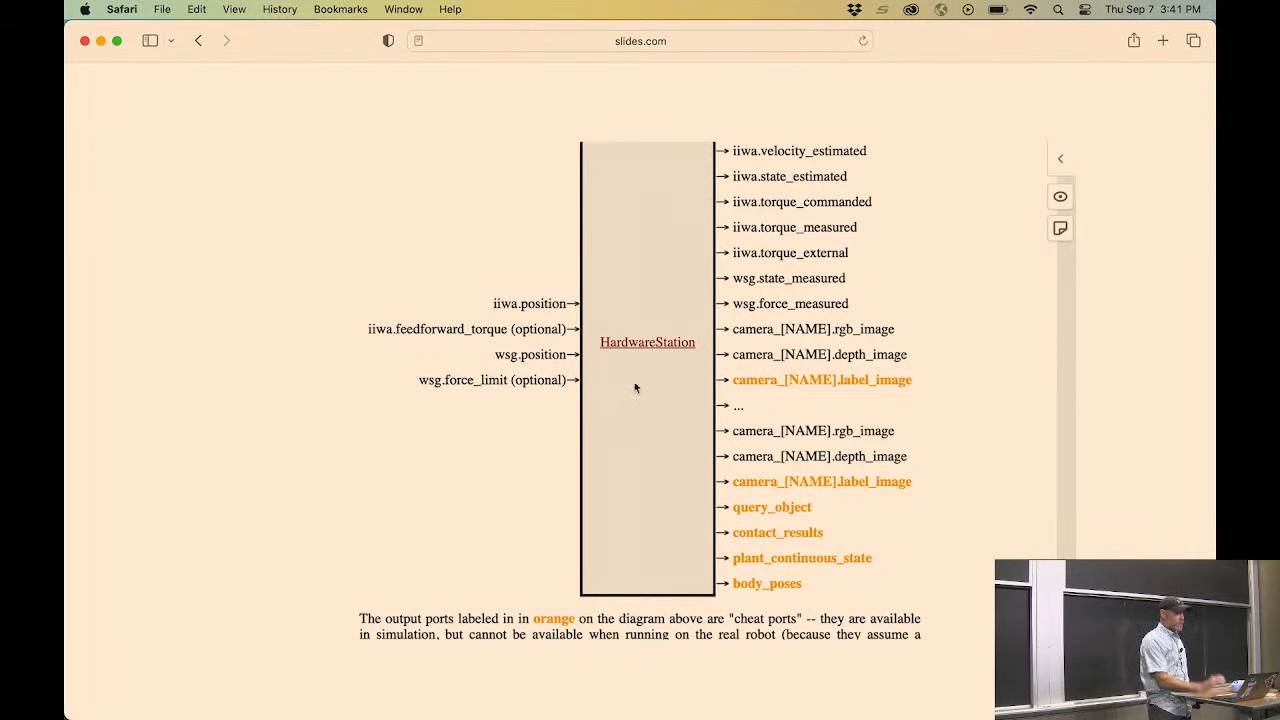 Safari File Edit View History Bookmarks Window Help Thu Sep 7 3:41 PM
slides.com
iiwa.velocity_estimated
iiwa.state_estimated
iiwa.torque_commanded
iiwa.torque_measured
iiwa.torque_external
wsg.state_measured
iiwa.position wsg.force_measured
iiwa.feedforward_torque (optional) camera_[NAME].rgb_image
HardwareStation
wsg.position camera_[NAME].depth_image
wsg.force_limit (optional) camera_[NAME].label_image
...
camera_[NAME].rgb_image
camera_[NAME].depth_image
camera_[NAME].label_image
query_object
contact_results
plant_continuous_state
body_poses
The output ports labeled in in orange on the diagram above are "cheat ports" -- they are available
in simulation, but cannot be available when running on the real robot (because they assume a